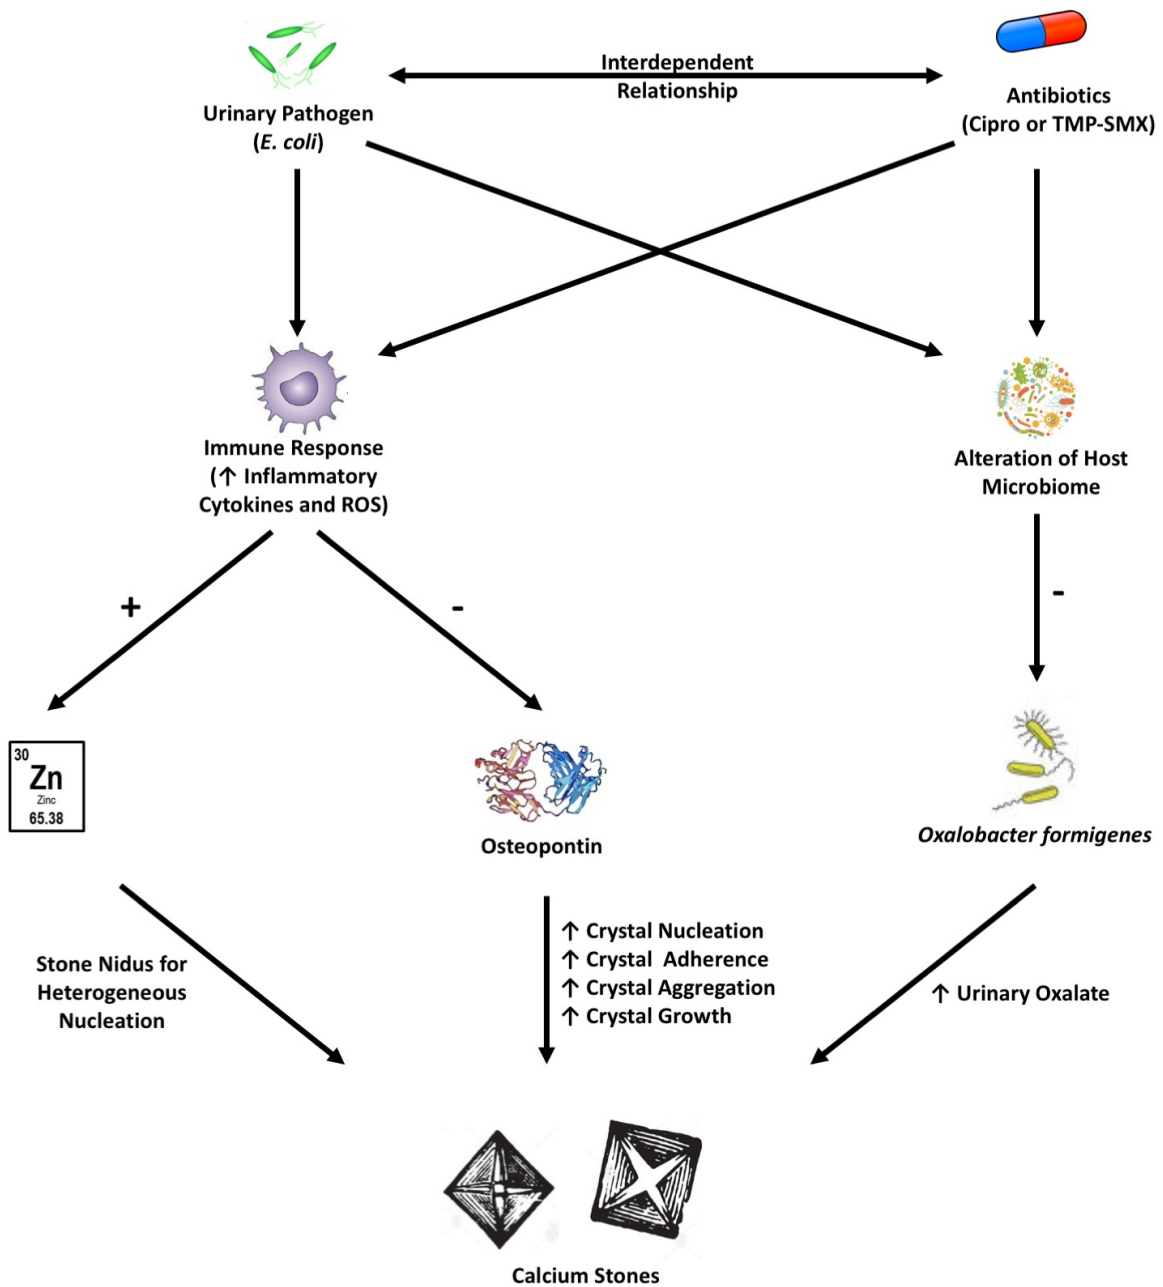 Interdependent
Relationship
Urinary Pathogen
(E. coli)
Antibiotics
(Cipro or TMP-SMX)
Immune Response
(↑ Inflammatory
Cytokines and ROS)
Alteration of Host
Microbiome
+
-
-
30
Zn
Zinc
65.38
Osteopontin
Oxalobacter formigenes
Stone Nidus for
Heterogeneous
Nucleation
↑ Crystal Nucleation
↑ Crystal Adherence
↑ Crystal Aggregation
↑ Crystal Growth
↑ Urinary Oxalate
Calcium Stones